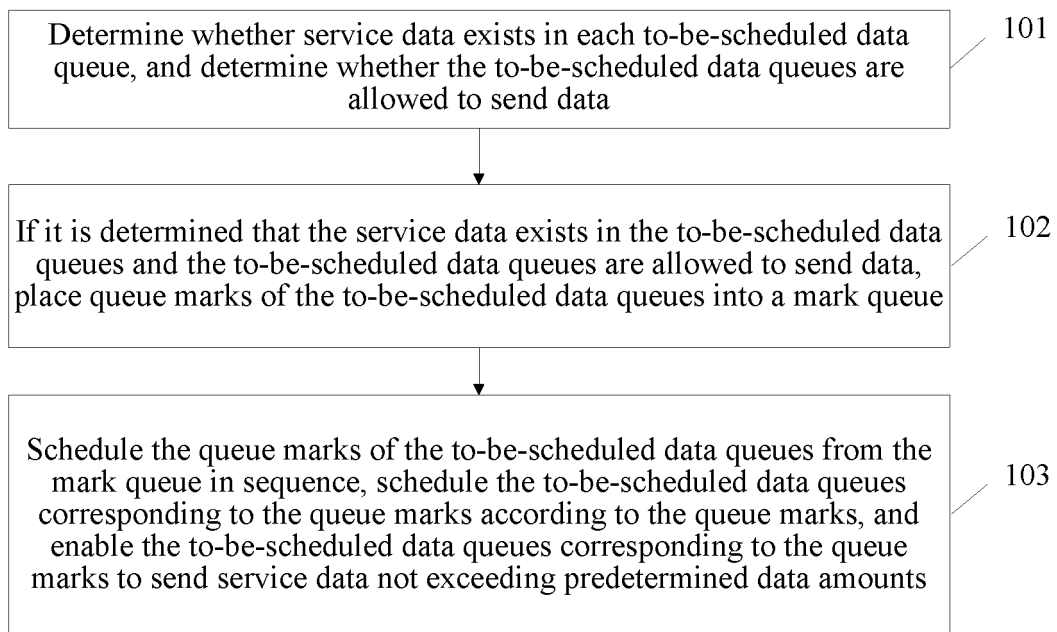 Determine whether service data exists in each to-be-scheduled data
queue, and determine whether the to-be-scheduled data queues are
allowed to send data
101
If it is determined that the service data exists in the to-be-scheduled data
queues and the to-be-scheduled data queues are allowed to send data,
place queue marks of the to-be-scheduled data queues into a mark queue
102
Schedule the queue marks of the to-be-scheduled data queues from the
mark queue in sequence, schedule the to-be-scheduled data queues
corresponding to the queue marks according to the queue marks, and
enable the to-be-scheduled data queues corresponding to the queue
marks to send service data not exceeding predetermined data amounts
103